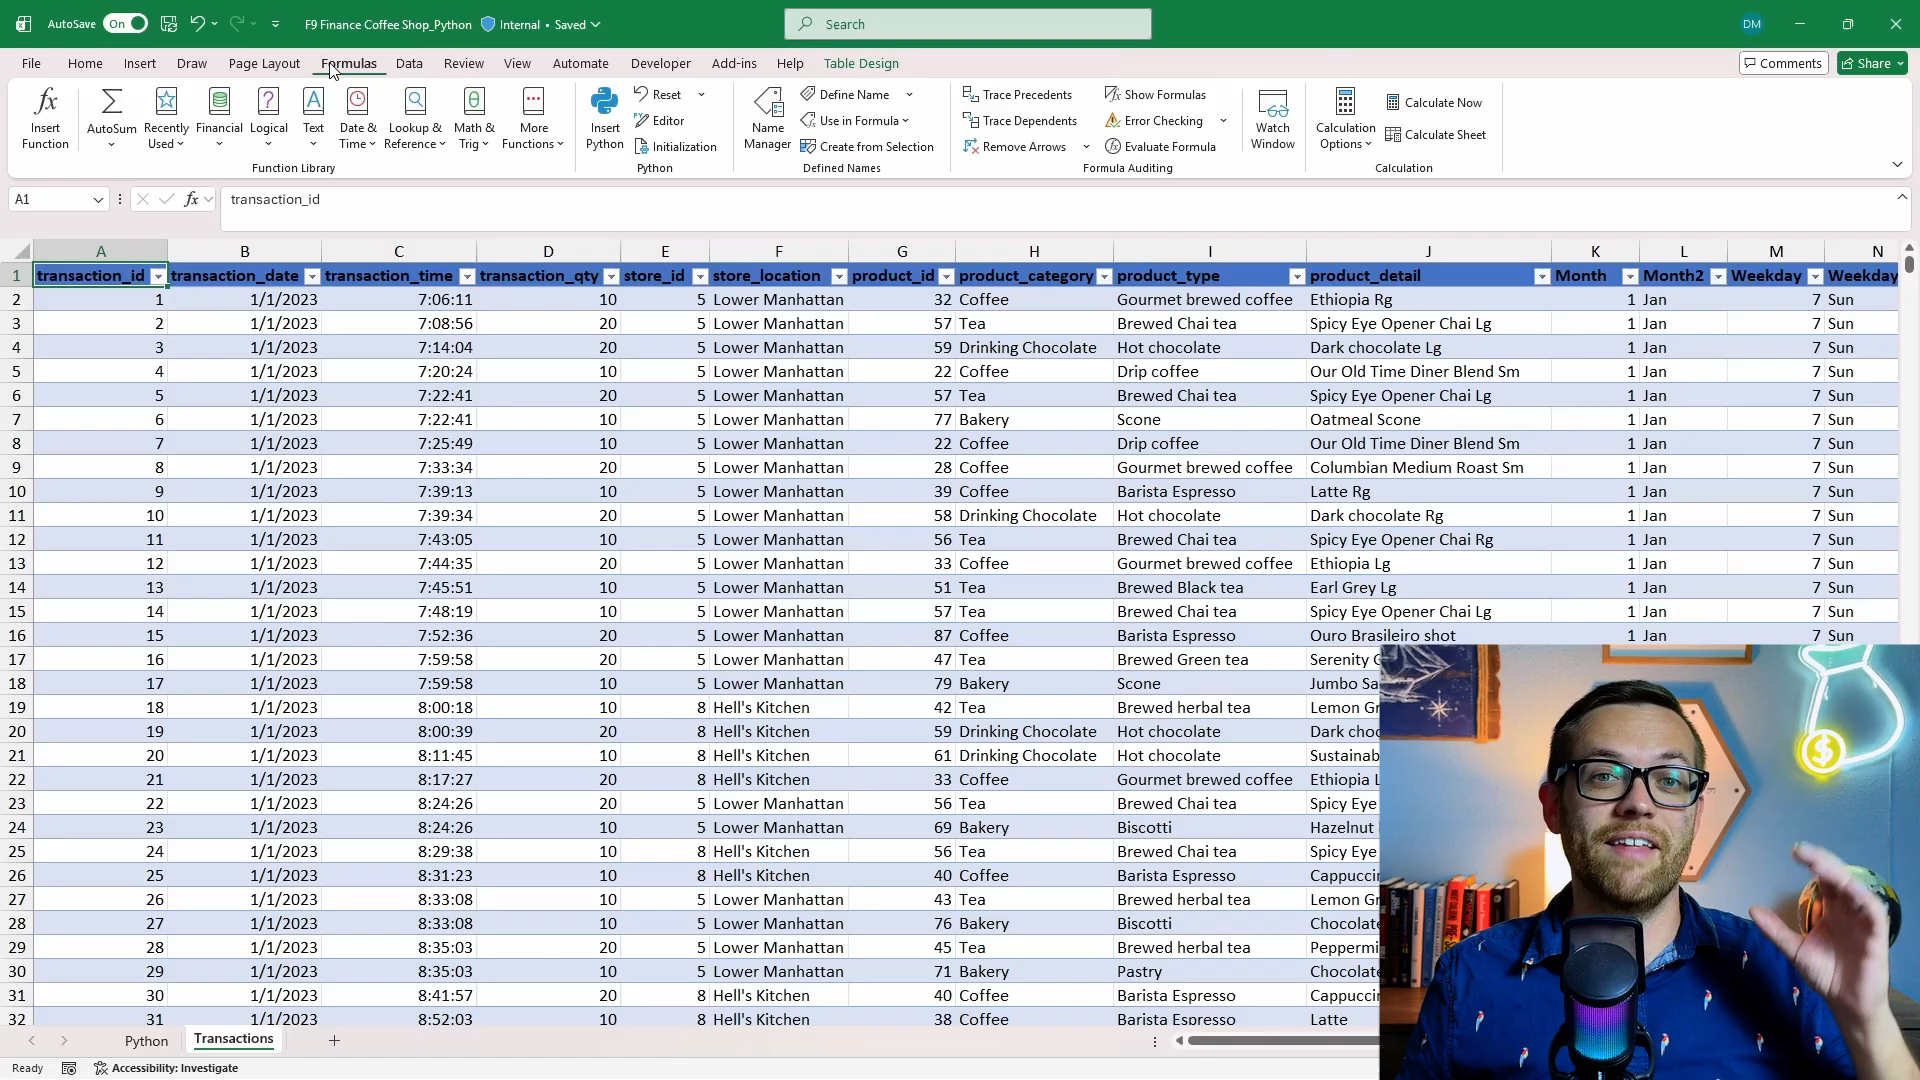 AutoSave On F9 Finance Coffee Shop_Python Internal • Saved Search DM
File Home Insert Draw Page Layout Formulas Data Review View Automate Developer Add-ins Help Table Design Comments Share
Insert Function AutoSum Recently Used Financial Logical Text Date & Time Lookup & Reference Math & Trig More Functions
Function Library
Insert Python Reset Editor Initialization
Python
Name Manager Define Name Use in Formula Create from Selection
Defined Names
Trace Precedents Trace Dependents Remove Arrows Show Formulas Error Checking Evaluate Formula
Formula Auditing
Watch Window
Calculation Options Calculate Now Calculate Sheet
Calculation
A1 fx transaction_id
A B C D E F G H I J K L M N
1 transaction_id transaction_date transaction_time transaction_qty store_id store_location product_id product_category product_type product_detail Month Month2 Weekday Weekday
2 1 1/1/2023 7:06:11 10 5 Lower Manhattan 32 Coffee Gourmet brewed coffee Ethiopia Rg 1 Jan 7 Sun
3 2 1/1/2023 7:08:56 20 5 Lower Manhattan 57 Tea Brewed Chai tea Spicy Eye Opener Chai Lg 1 Jan 7 Sun
4 3 1/1/2023 7:14:04 20 5 Lower Manhattan 59 Drinking Chocolate Hot chocolate Dark chocolate Lg 1 Jan 7 Sun
5 4 1/1/2023 7:20:24 10 5 Lower Manhattan 22 Coffee Drip coffee Our Old Time Diner Blend Sm 1 Jan 7 Sun
6 5 1/1/2023 7:22:41 20 5 Lower Manhattan 57 Tea Brewed Chai tea Spicy Eye Opener Chai Lg 1 Jan 7 Sun
7 6 1/1/2023 7:22:41 10 5 Lower Manhattan 77 Bakery Scone Oatmeal Scone 1 Jan 7 Sun
8 7 1/1/2023 7:25:49 10 5 Lower Manhattan 22 Coffee Drip coffee Our Old Time Diner Blend Sm 1 Jan 7 Sun
9 8 1/1/2023 7:33:34 20 5 Lower Manhattan 28 Coffee Gourmet brewed coffee Columbian Medium Roast Sm 1 Jan 7 Sun
10 9 1/1/2023 7:39:13 10 5 Lower Manhattan 39 Coffee Barista Espresso Latte Rg 1 Jan 7 Sun
11 10 1/1/2023 7:39:34 20 5 Lower Manhattan 58 Drinking Chocolate Hot chocolate Dark chocolate Rg 1 Jan 7 Sun
12 11 1/1/2023 7:43:05 10 5 Lower Manhattan 56 Tea Brewed Chai tea Spicy Eye Opener Chai Rg 1 Jan 7 Sun
13 12 1/1/2023 7:44:35 20 5 Lower Manhattan 33 Coffee Gourmet brewed coffee Ethiopia Lg 1 Jan 7 Sun
14 13 1/1/2023 7:45:51 10 5 Lower Manhattan 51 Tea Brewed Black tea Earl Grey Lg 1 Jan 7 Sun
15 14 1/1/2023 7:48:19 10 5 Lower Manhattan 57 Tea Brewed Chai tea Spicy Eye Opener Chai Lg 1 Jan 7 Sun
16 15 1/1/2023 7:52:36 20 5 Lower Manhattan 87 Coffee Barista Espresso Ouro Brasileiro shot 1 Jan 7 Sun
17 16 1/1/2023 7:59:58 20 5 Lower Manhattan 47 Tea Brewed Green tea Serenity G
18 17 1/1/2023 7:59:58 10 5 Lower Manhattan 79 Bakery Scone Jumbo Sa
19 18 1/1/2023 8:00:18 10 8 Hell's Kitchen 42 Tea Brewed herbal tea Lemon Gr
20 19 1/1/2023 8:00:39 20 8 Hell's Kitchen 59 Drinking Chocolate Hot chocolate Dark choc
21 20 1/1/2023 8:11:45 10 8 Hell's Kitchen 61 Drinking Chocolate Hot chocolate Sustainab
22 21 1/1/2023 8:17:27 20 8 Hell's Kitchen 33 Coffee Gourmet brewed coffee Ethiopia L
23 22 1/1/2023 8:24:26 20 5 Lower Manhattan 56 Tea Brewed Chai tea Spicy Eye
24 23 1/1/2023 8:24:26 10 5 Lower Manhattan 69 Bakery Biscotti Hazelnut
25 24 1/1/2023 8:29:38 10 8 Hell's Kitchen 56 Tea Brewed Chai tea Spicy Eye
26 25 1/1/2023 8:31:23 10 8 Hell's Kitchen 40 Coffee Barista Espresso Cappuccin
27 26 1/1/2023 8:33:08 10 5 Lower Manhattan 43 Tea Brewed herbal tea Lemon Gr
28 27 1/1/2023 8:33:08 10 5 Lower Manhattan 76 Bakery Biscotti Chocolate
29 28 1/1/2023 8:35:03 20 5 Lower Manhattan 45 Tea Brewed herbal tea Peppermi
30 29 1/1/2023 8:35:03 10 5 Lower Manhattan 71 Bakery Pastry Chocolate
31 30 1/1/2023 8:41:57 20 8 Hell's Kitchen 40 Coffee Barista Espresso Cappuccin
32 31 1/1/2023 8:52:03 10 8 Hell's Kitchen 38 Coffee Barista Espresso Latte
Python Transactions
Ready Accessibility: Investigate
$